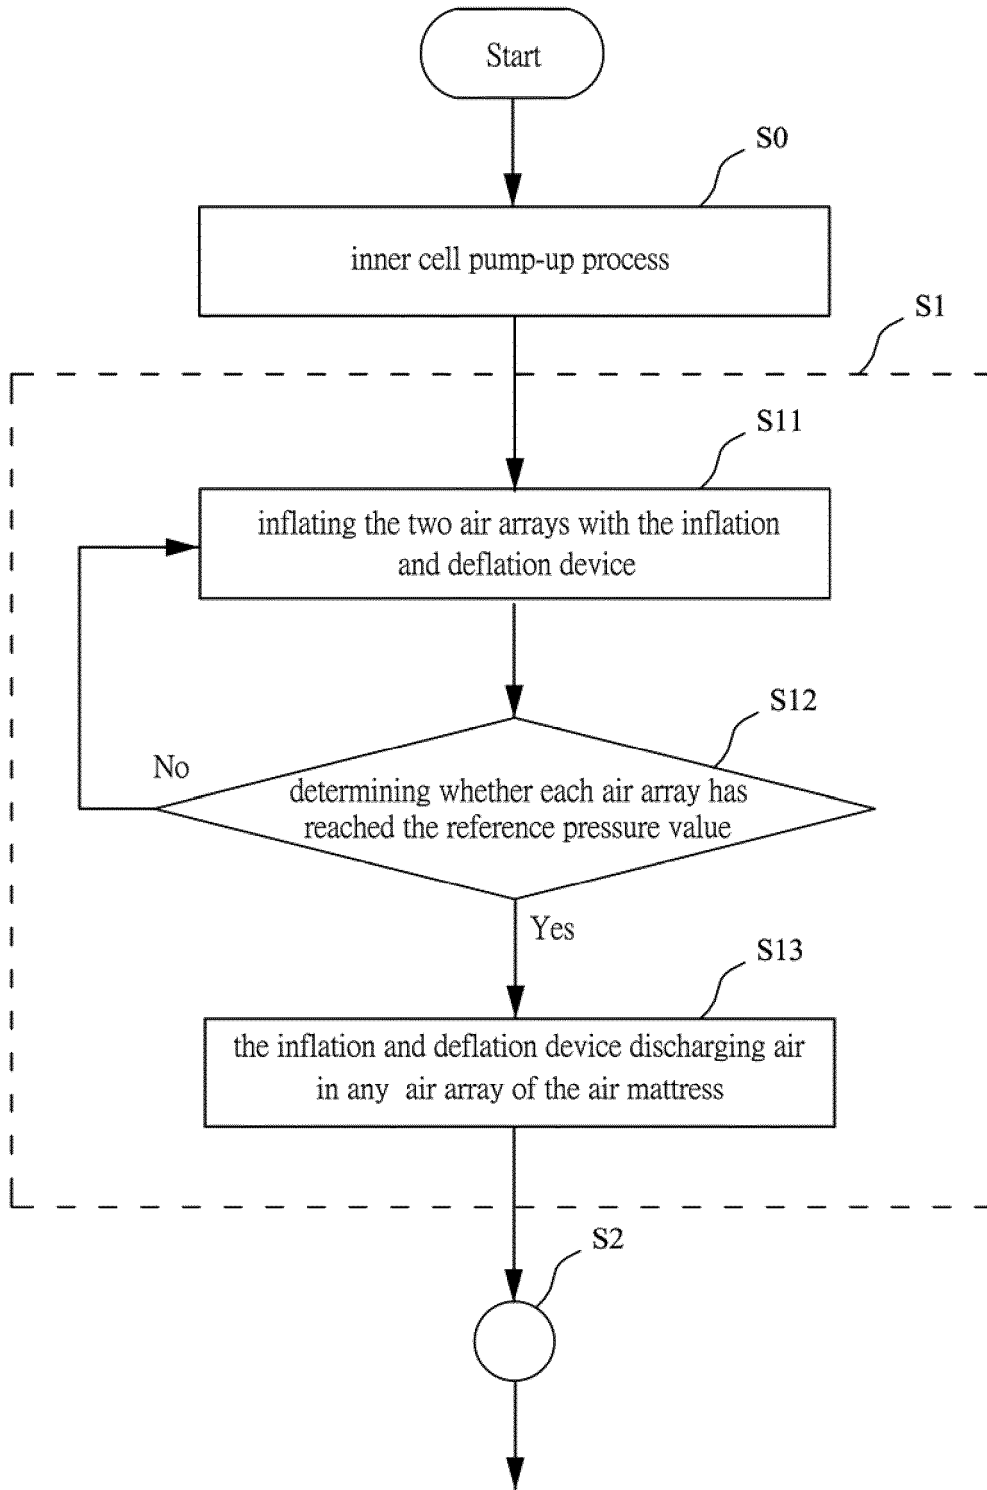 Start
S0
inner cell pump-up process
S1
S11
inflating the two air arrays with the inflation
and deflation device
S12
No
determining whether each air array has
reached the reference pressure value
Yes
S13
the inflation and deflation device discharging air
in any air array of the air mattress
S2